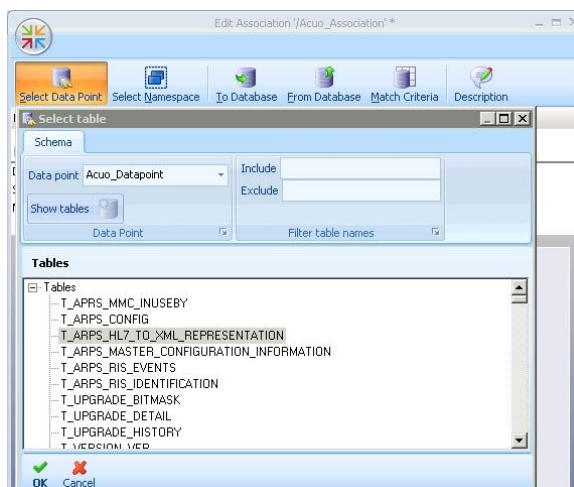 Edit Association '/Acuo_Association' *
Select Data Point Select Namespace To Database From Database Match Criteria Description
Select table
Schema
Data point Acuo_Datapoint Include
Exclude
Show tables
Data Point Filter table names
Tables
Tables
T_APRS_MMC_INUSEBY
T_ARPS_CONFIG
T_ARPS_HL7_TO_XML_REPRESENTATION
T_ARPS_MASTER_CONFIGURATION_INFORMATION
T_ARPS_RIS_EVENTS
T_ARPS_RIS_IDENTIFICATION
T_UPGRADE_BITMASK
T_UPGRADE_DETAIL
T_UPGRADE_HISTORY
T_VERSION_VER
OK Cancel